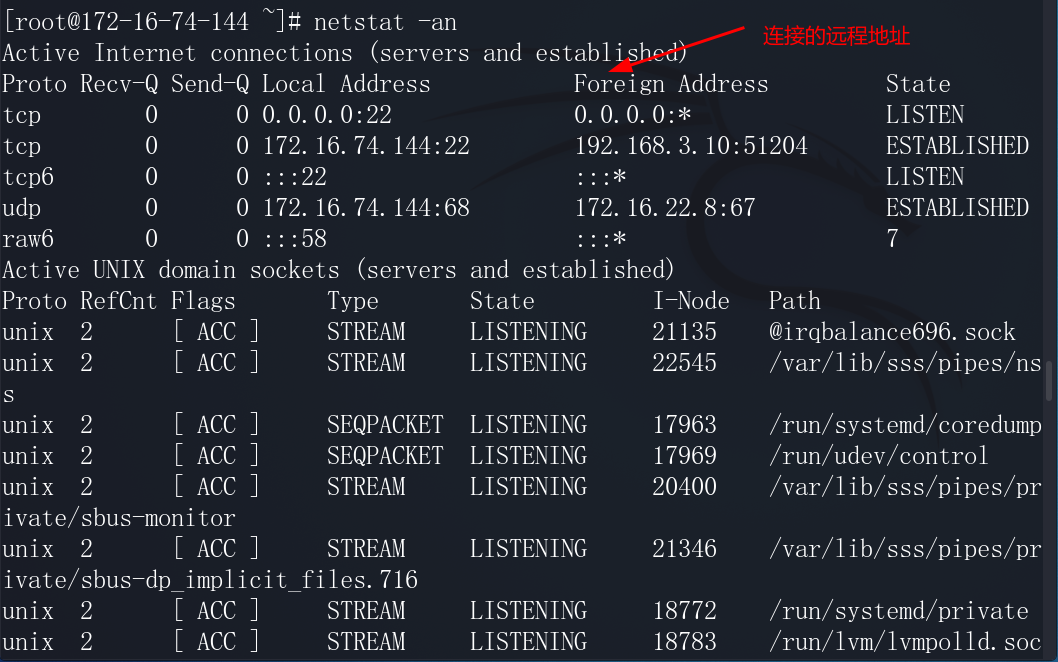 [root@172-16-74-144 ~]# netstat -an
连接的远程地址
Active Internet connections (servers and established)
Proto Recv-Q Send-Q Local Address           Foreign Address         State
tcp        0      0 0.0.0.0:22              0.0.0.0:*               LISTEN
tcp        0      0 172.16.74.144:22        192.168.3.10:51204      ESTABLISHED
tcp6       0      0 :::22                   :::*                    LISTEN
udp        0      0 172.16.74.144:68        172.16.22.8:67          ESTABLISHED
raw6       0      0 :::58                   :::*                    7
Active UNIX domain sockets (servers and established)
Proto RefCnt Flags       Type       State         I-Node   Path
unix  2      [ ACC ]     STREAM     LISTENING     21135    @irqbalance696.sock
unix  2      [ ACC ]     STREAM     LISTENING     22545    /var/lib/sss/pipes/ns
s
unix  2      [ ACC ]     SEQPACKET  LISTENING     17963    /run/systemd/coredump
unix  2      [ ACC ]     SEQPACKET  LISTENING     17969    /run/udev/control
unix  2      [ ACC ]     STREAM     LISTENING     20400    /var/lib/sss/pipes/pr
ivate/sbus-monitor
unix  2      [ ACC ]     STREAM     LISTENING     21346    /var/lib/sss/pipes/pr
ivate/sbus-dp_implicit_files.716
unix  2      [ ACC ]     STREAM     LISTENING     18772    /run/systemd/private
unix  2      [ ACC ]     STREAM     LISTENING     18783    /run/lvm/lvmpolld.soc